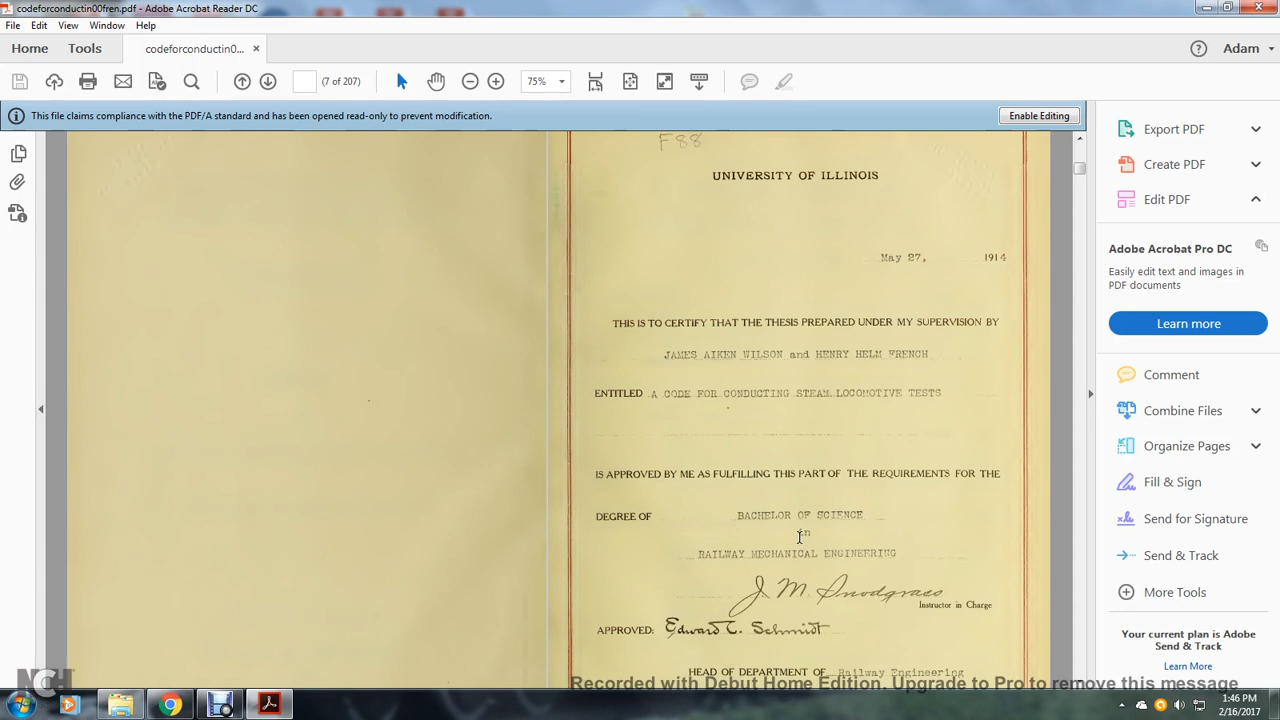 codeforconductin00fren.pdf - Adobe Acrobat Reader DC
File Edit View Window Help
Home Tools codeforconductin0... × Adam
(7 of 207) 75%
This file claims compliance with the PDF/A standard and has been opened read-only to prevent modification. Enable Editing
F88
UNIVERSITY OF ILLINOIS
May 27, 1914
THIS IS TO CERTIFY THAT THE THESIS PREPARED UNDER MY SUPERVISION BY
JAMES AIKEN WILSON and HENRY HELM FRENCH
ENTITLED A CODE FOR CONDUCTING STEAM LOCOMOTIVE TESTS
IS APPROVED BY ME AS FULFILLING THIS PART OF THE REQUIREMENTS FOR THE
DEGREE OF BACHELOR OF SCIENCE
in
RAILWAY MECHANICAL ENGINEERING
J. M. Snodgrass
Instructor in Charge
APPROVED: Edward C. Schmidt
HEAD OF DEPARTMENT OF Railway Engineering
Export PDF
Create PDF
Edit PDF
Adobe Acrobat Pro DC
Easily edit text and images in
PDF documents
Learn more
Comment
Combine Files
Organize Pages
Fill & Sign
Send for Signature
Send & Track
More Tools
Your current plan is Adobe
Send & Track
Learn More
NCH
Recorded with Debut Home Edition. Upgrade to Pro to remove this message
1:46 PM
2/16/2017